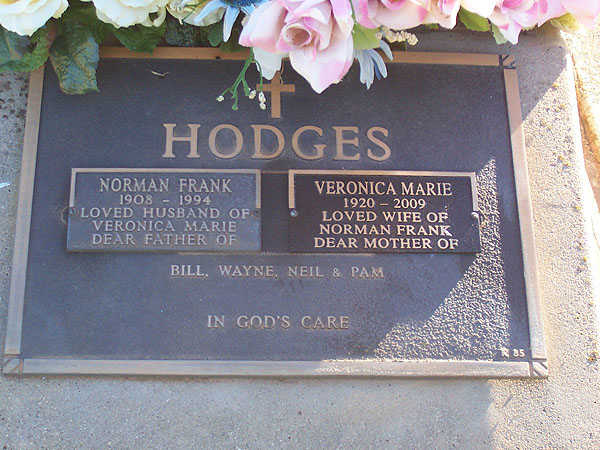 HODGES
NORMAN FRANK
1908 - 1994
LOVED HUSBAND OF
VERONICA MARIE
DEAR FATHER OF
VERONICA MARIE
1920 - 2009
LOVED WIFE OF
NORMAN FRANK
DEAR MOTHER OF
BILL, WAYNE, NEIL & PAM
IN GOD'S CARE
R 85